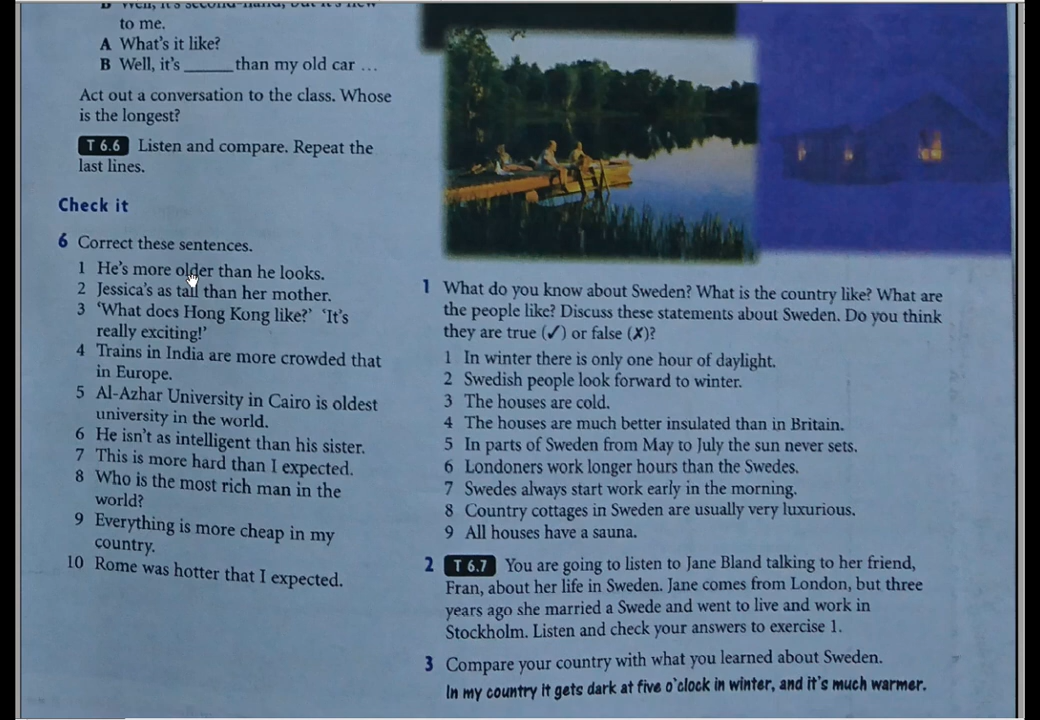 B Well, it's second-hand, but it's new
to me.
A What's it like?
B Well, it's _____ than my old car ...
Act out a conversation to the class. Whose
is the longest?
T 6.6 Listen and compare. Repeat the
last lines.
Check it
6 Correct these sentences.
1 He's more older than he looks.
2 Jessica's as tall than her mother.
3 'What does Hong Kong like?' 'It's
really exciting!'
4 Trains in India are more crowded that
in Europe.
5 Al-Azhar University in Cairo is oldest
university in the world.
6 He isn't as intelligent than his sister.
7 This is more hard than I expected.
8 Who is the most rich man in the
world?
9 Everything is more cheap in my
country.
10 Rome was hotter that I expected.
1 What do you know about Sweden? What is the country like? What are
the people like? Discuss these statements about Sweden. Do you think
they are true (✓) or false (✗)?
1 In winter there is only one hour of daylight.
2 Swedish people look forward to winter.
3 The houses are cold.
4 The houses are much better insulated than in Britain.
5 In parts of Sweden from May to July the sun never sets.
6 Londoners work longer hours than the Swedes.
7 Swedes always start work early in the morning.
8 Country cottages in Sweden are usually very luxurious.
9 All houses have a sauna.
2 T 6.7 You are going to listen to Jane Bland talking to her friend,
Fran, about her life in Sweden. Jane comes from London, but three
years ago she married a Swede and went to live and work in
Stockholm. Listen and check your answers to exercise 1.
3 Compare your country with what you learned about Sweden.
In my country it gets dark at five o'clock in winter, and it's much warmer.